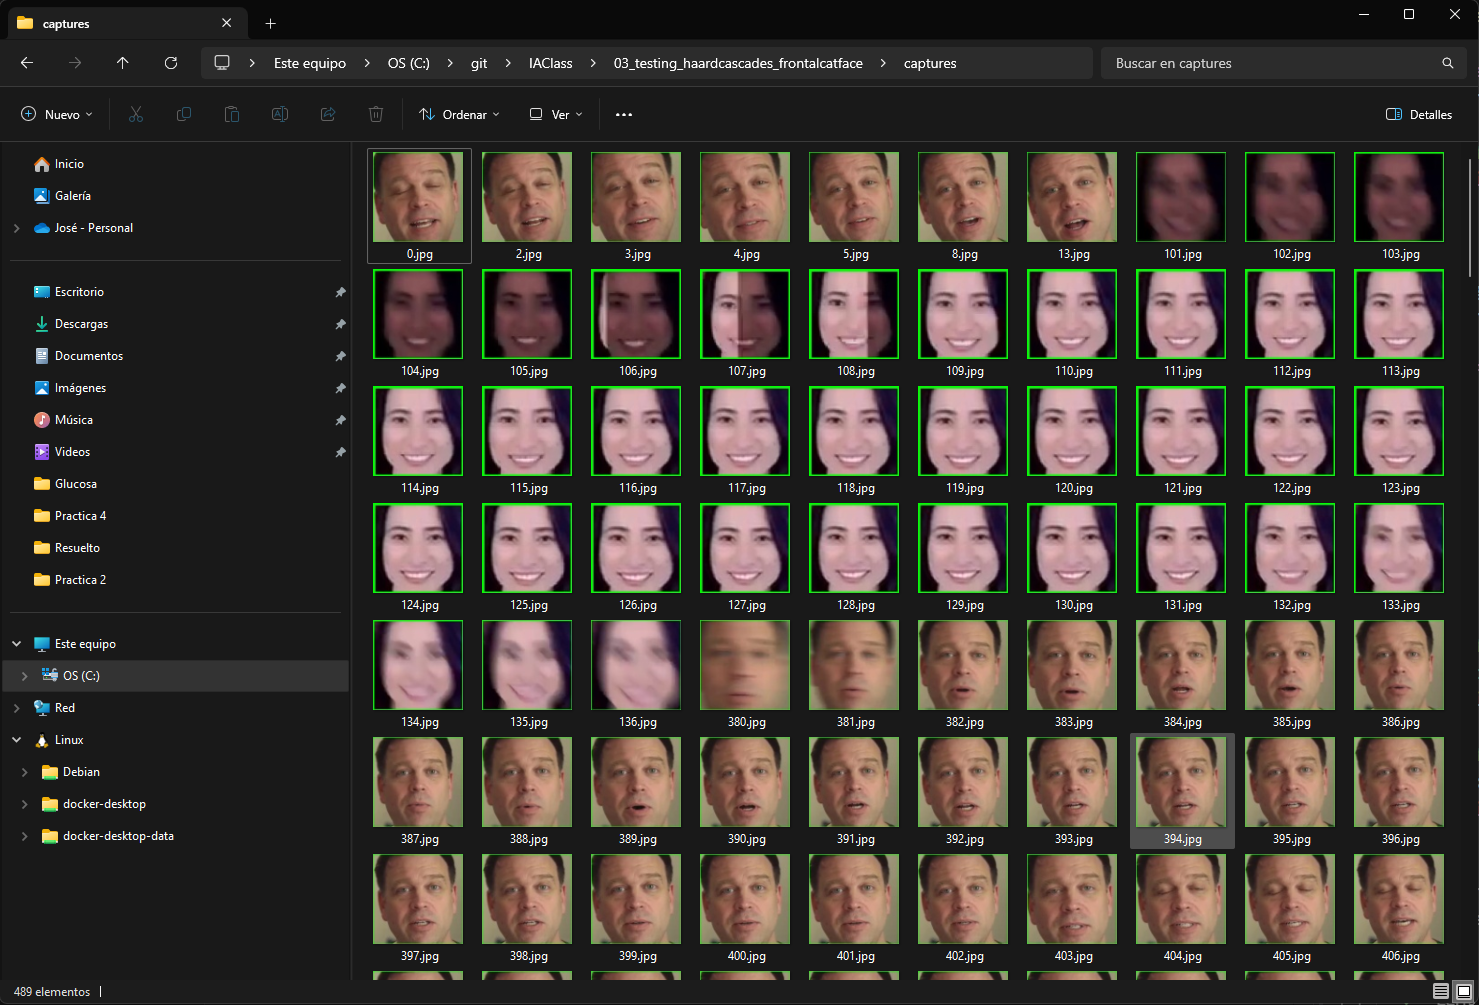 captures
Este equipo
OS (C:)
git
IAClass
03_testing_haardcascades_frontalcatface
captures
Buscar en captures
Nuevo
Ordenar
Ver
Detalles
Inicio
Galería
José - Personal
Escritorio
Descargas
Documentos
Imágenes
Música
Videos
Glucosa
Practica 4
Resuelto
Practica 2
Este equipo
OS (C:)
Red
Linux
Debian
docker-desktop
docker-desktop-data
0.jpg 2.jpg 3.jpg 4.jpg 5.jpg 8.jpg 13.jpg 101.jpg 102.jpg 103.jpg
104.jpg 105.jpg 106.jpg 107.jpg 108.jpg 109.jpg 110.jpg 111.jpg 112.jpg 113.jpg
114.jpg 115.jpg 116.jpg 117.jpg 118.jpg 119.jpg 120.jpg 121.jpg 122.jpg 123.jpg
124.jpg 125.jpg 126.jpg 127.jpg 128.jpg 129.jpg 130.jpg 131.jpg 132.jpg 133.jpg
134.jpg 135.jpg 136.jpg 380.jpg 381.jpg 382.jpg 383.jpg 384.jpg 385.jpg 386.jpg
387.jpg 388.jpg 389.jpg 390.jpg 391.jpg 392.jpg 393.jpg 394.jpg 395.jpg 396.jpg
397.jpg 398.jpg 399.jpg 400.jpg 401.jpg 402.jpg 403.jpg 404.jpg 405.jpg 406.jpg
489 elementos